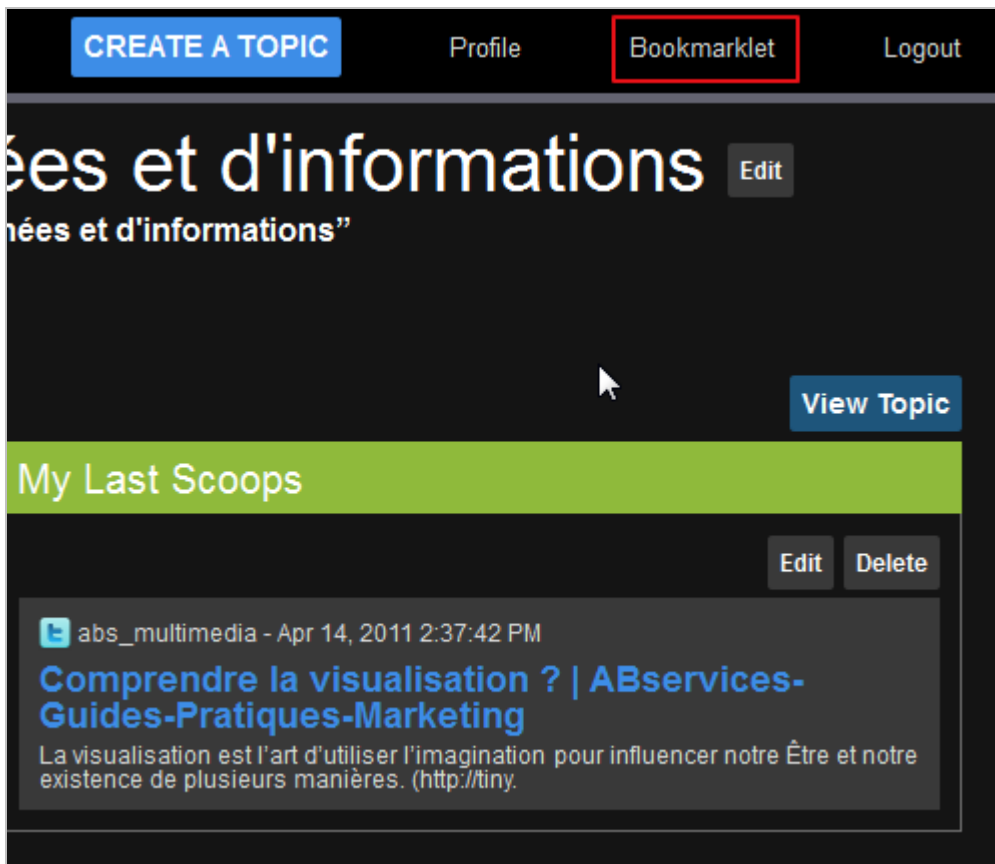 CREATE A TOPIC Profile Bookmarklet Logout
ées et d'informations Edit
nées et d'informations”
View Topic
My Last Scoops
Edit Delete
abs_multimedia - Apr 14, 2011 2:37:42 PM
Comprendre la visualisation ? | ABservices-
Guides-Pratiques-Marketing
La visualisation est l’art d’utiliser l’imagination pour influencer notre Être et notre
existence de plusieurs manières. (http://tiny.